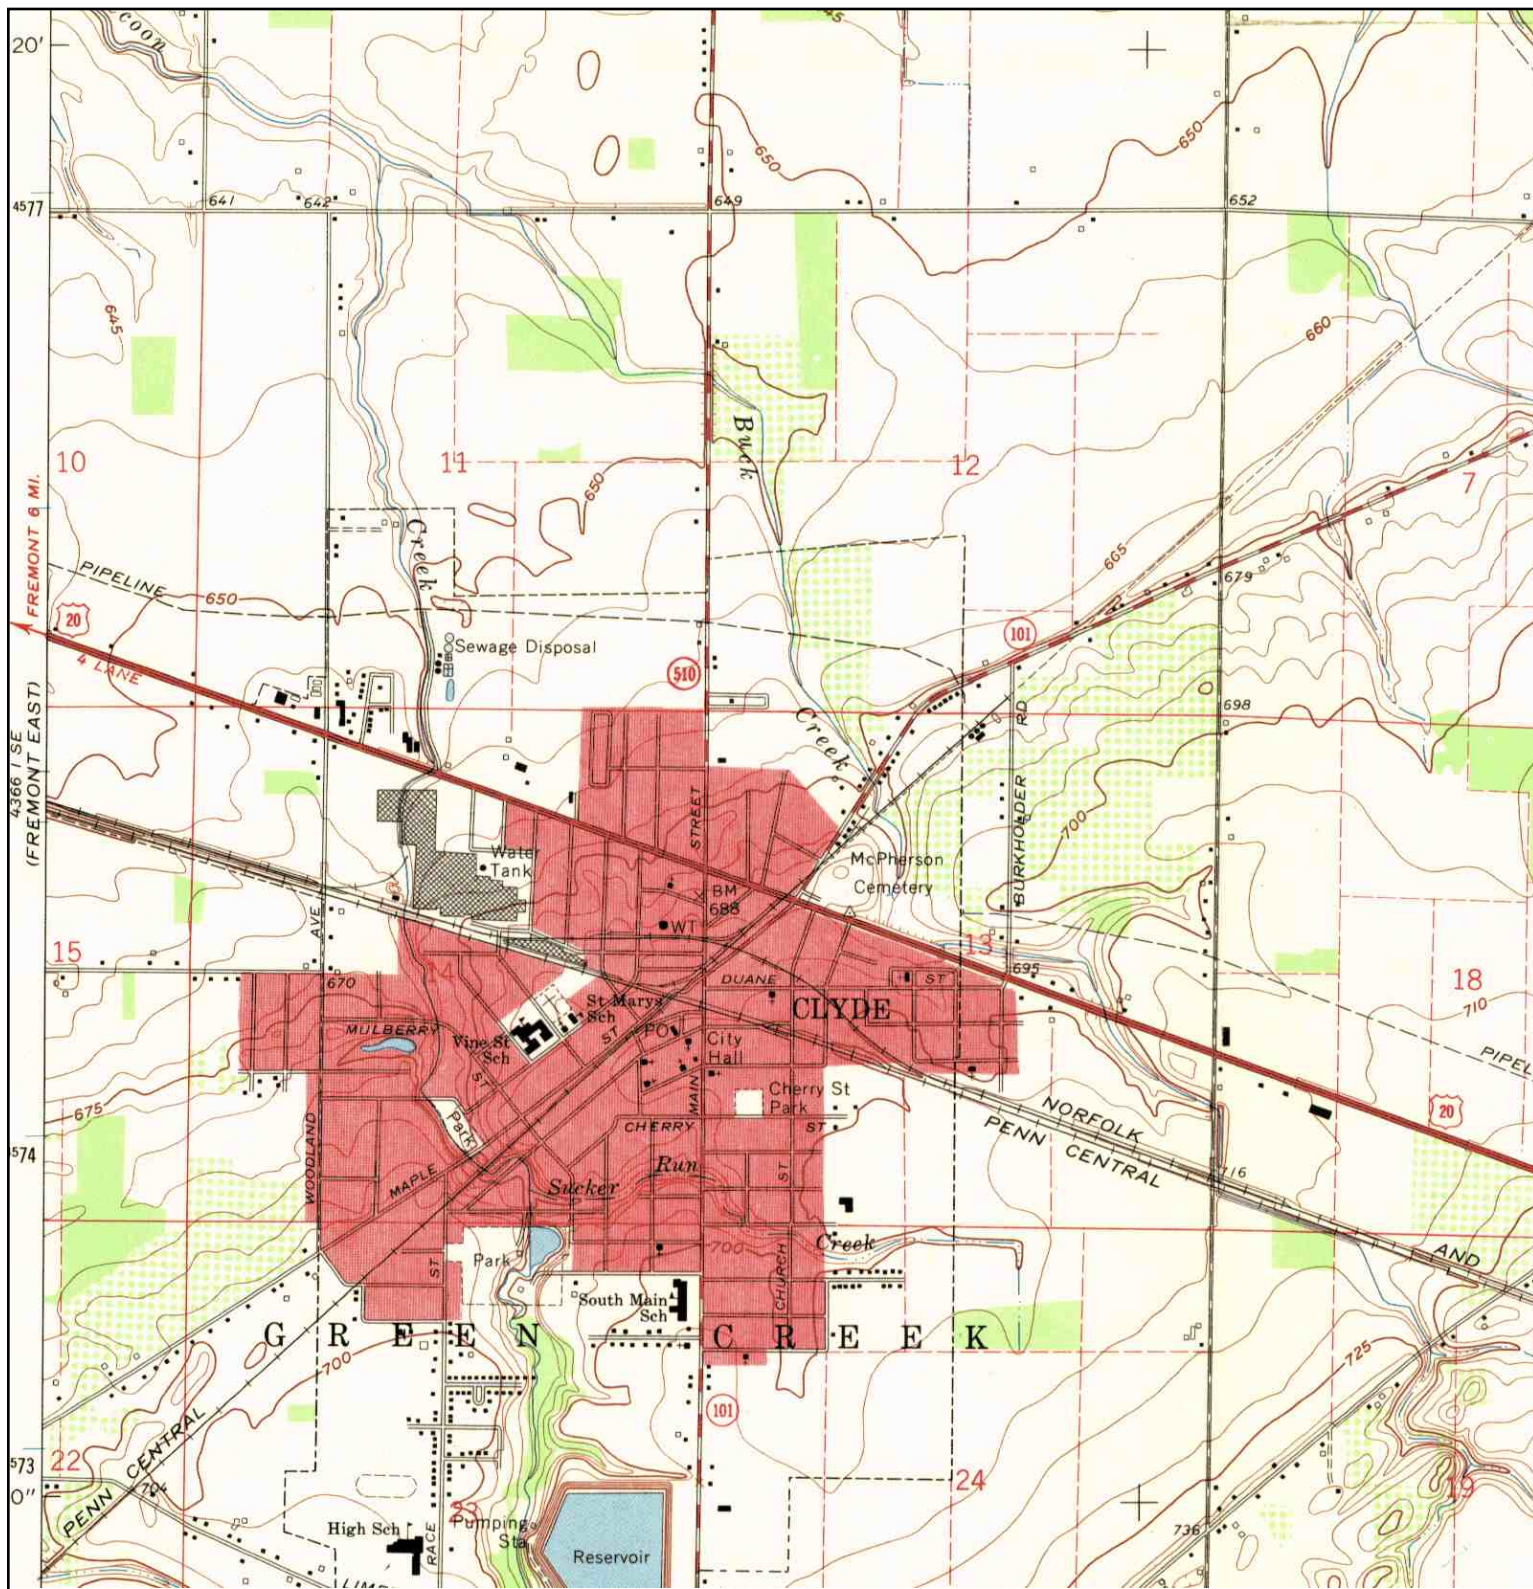 coon
45
20'
650
650
4577
641
642
649
652
645
660
Buck
10
11
12
7
650
FREMONT 6 MI.
Creek
665
679
PIPELINE
650
20
101
4 LANE
Sewage Disposal
510
698
RD
Creek
4366 I SE
(FREMONT EAST)
STREET
BURKHOLDER
700
Water
Tank
McPherson
Cemetery
BM
688
WT
AVE
15
14
13
695
18
670
DUANE
ST
710
St Marys
Sch
CLYDE
MULBERRY
Vine St
Sch
ST
PO
City
Hall
PIPEL
ST
MAIN
Cherry St
Park
675
20
Park
NORFOLK
CHERRY
ST
PENN CENTRAL
574
WOODLAND
MAPLE
Run
Sucker
ST
716
AND
Park
700
Creek
ST
CHURCH
South Main
Sch
GREEN CREEK
700
725
101
PENN CENTRAL
22
573
704
24
19
0"
23
High Sch
Pumping
Sta
736
RACE
Reservoir